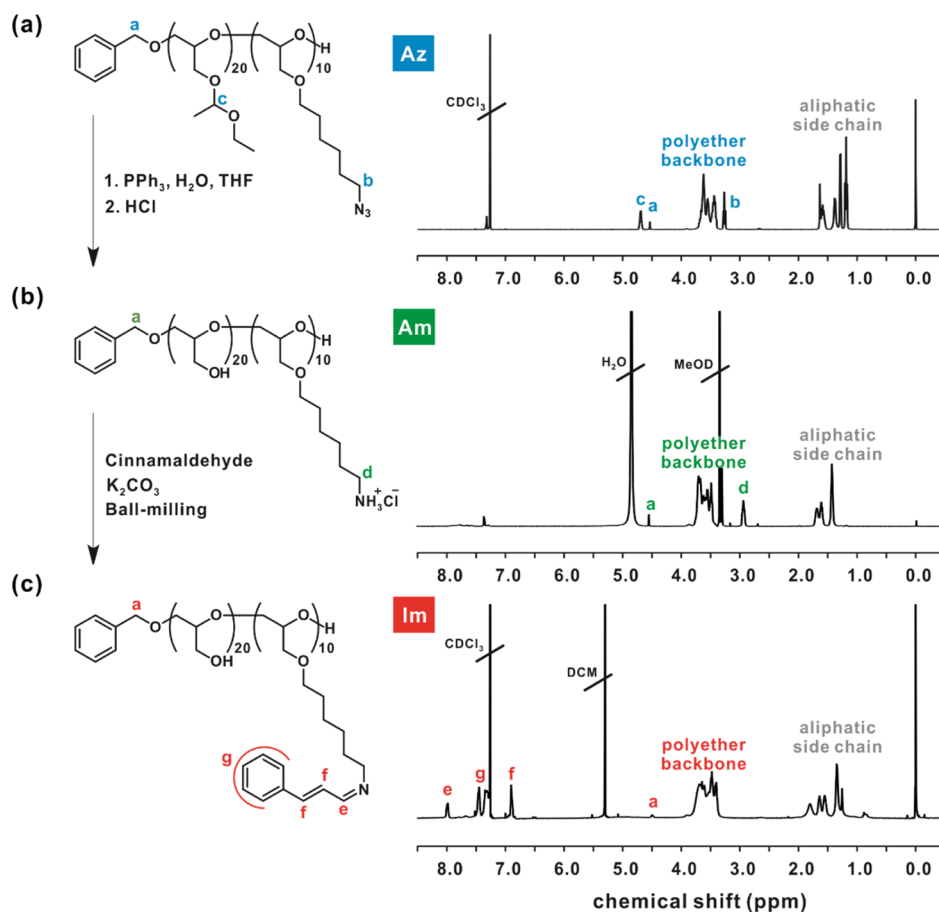 (a)
a
O
O
O
H
20
10
O
c
O
O
b
N₃
1. PPh₃, H₂O, THF
2. HCl
Az
CDCl₃
c
a
polyether
backbone
b
aliphatic
side chain
8.0 7.0 6.0 5.0 4.0 3.0 2.0 1.0 0.0
(b)
a
O
O
O
H
20
10
OH
O
d
NH₃Cl
+ −
Cinnamaldehyde
K₂CO₃
Ball-milling
Am
H₂O
MeOD
a
polyether
backbone
d
aliphatic
side chain
8.0 7.0 6.0 5.0 4.0 3.0 2.0 1.0 0.0
(c)
a
O
O
O
H
20
10
OH
O
g
f
f
e
N
Im
CDCl₃
DCM
e
g
f
a
polyether
backbone
aliphatic
side chain
8.0 7.0 6.0 5.0 4.0 3.0 2.0 1.0 0.0
chemical shift (ppm)